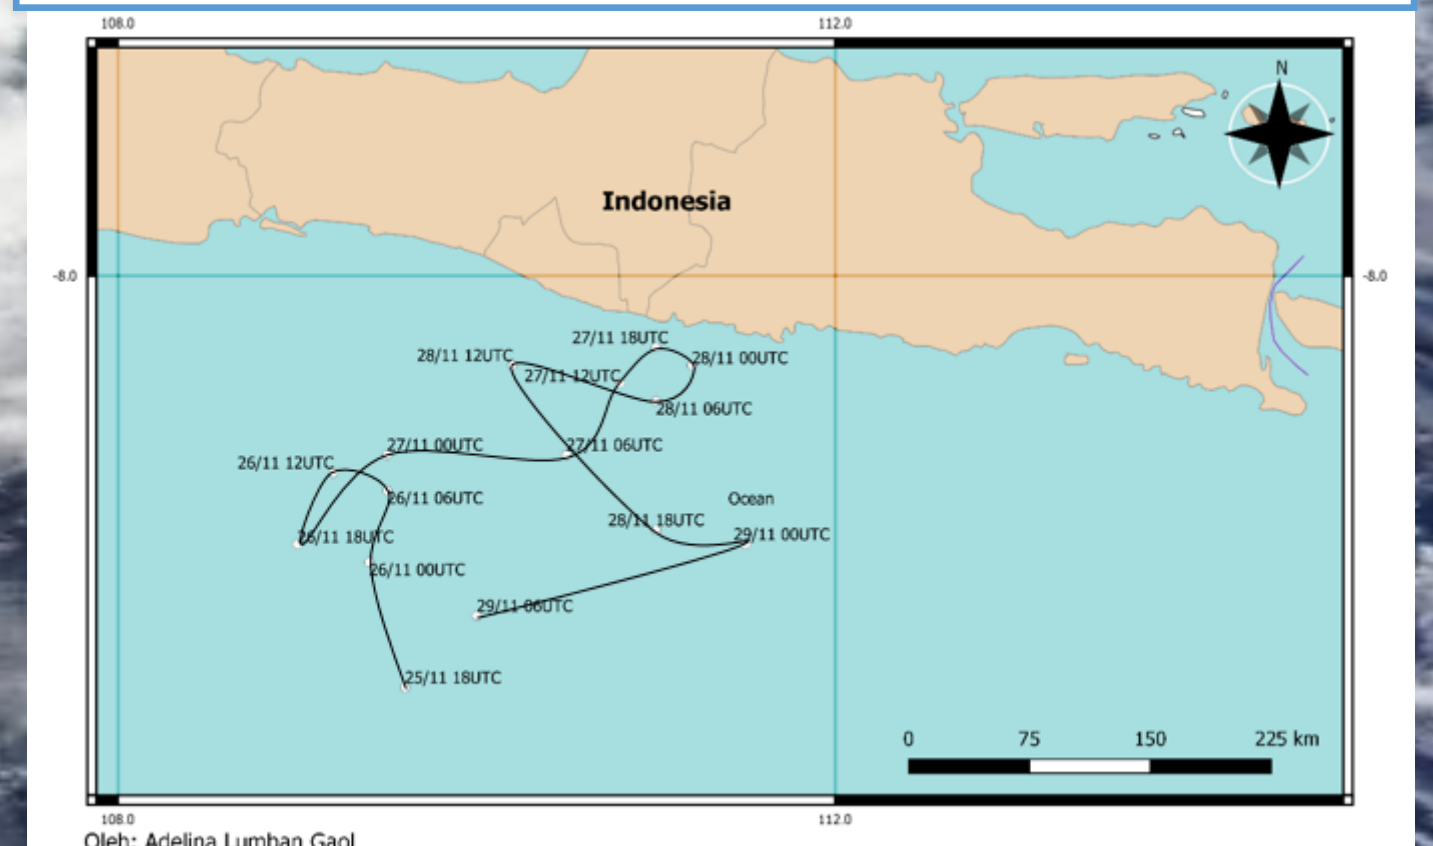 108.0
112.0
N
Indonesia
-8.0
-8.0
27/11 18UTC
28/11 12UTC
28/11 00UTC
27/11 12UTC
28/11 06UTC
27/11 00UTC
27/11 06UTC
26/11 12UTC
26/11 06UTC
Ocean
28/11 18UTC
29/11 00UTC
26/11 18UTC
26/11 00UTC
29/11 06UTC
25/11 18UTC
0 75 150 225 km
108.0
112.0
Oleh: Adelina Lumban Gaol